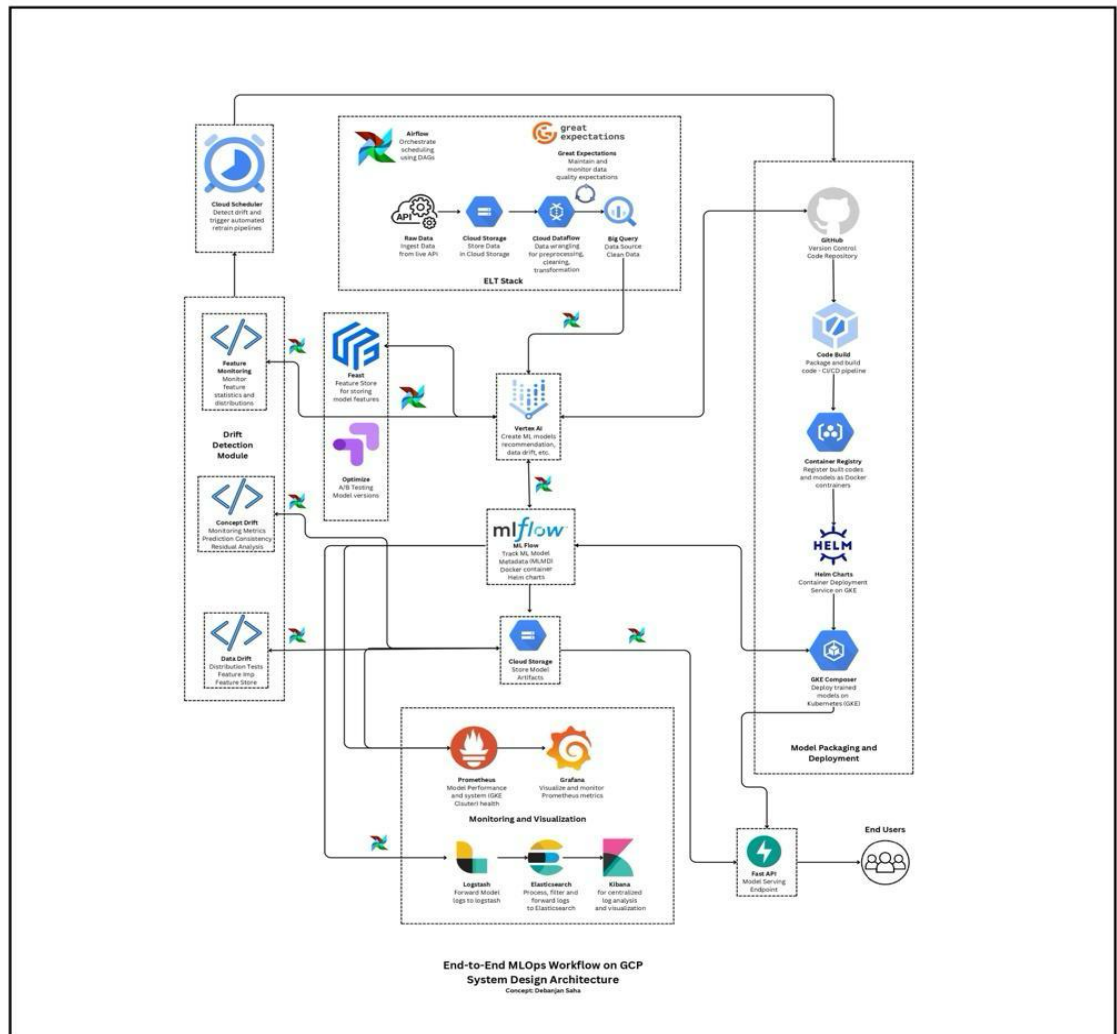 Airflow
Orchestrate
scheduling
using DAGs
great
expectations
Great Expectations
Maintain and
monitor data
quality expectations
API
Raw Data
Ingest Data
from live API
Cloud Storage
Store Data
in Cloud Storage
Cloud Dataflow
Data wrangling
for preprocessing,
cleaning,
transformation
Big Query
Data Source
Clean Data
ELT Stack
Cloud Scheduler
Detect drift and
trigger automated
retrain pipelines
Feature
Monitoring
Monitor
feature
statistics and
distributions
Drift
Detection
Module
Concept Drift
Monitoring Metrics
Prediction Consistency
Residual Analysis
Data Drift
Distribution Tests
Feature Imp
Feature Store
Feast
Feature Store
for storing
model features
Optimize
A/B Testing
Model versions
Vertex AI
Create ML models
recommendation,
data drift, etc.
mlflow
ML Flow
Track ML Model
Metadata (MLMD)
Docker container
Helm charts
Cloud Storage
Store Model
Artifacts
GitHub
Version Control
Code Repository
Code Build
Package and build
code - CI/CD pipeline
Container Registry
Register built codes
and models as Docker
contrainers
HELM
Helm Charts
Container Deployment
Service on GKE
GKE Composer
Deploy trained
models on
Kubernetes (GKE)
Model Packaging and
Deployment
Prometheus
Model Performance
and system (GKE
Clsuter) health
Grafana
Visualize and monitor
Prometheus metrics
Monitoring and Visualization
Logstash
Forward Model
logs to logstash
Elasticsearch
Process, filter and
forward logs
to Elasticsearch
Kibana
for centralized
log analysis
and visualization
Fast API
Model Serving
Endpoint
End Users
End-to-End MLOps Workflow on GCP
System Design Architecture
Concept: Debanjan Saha